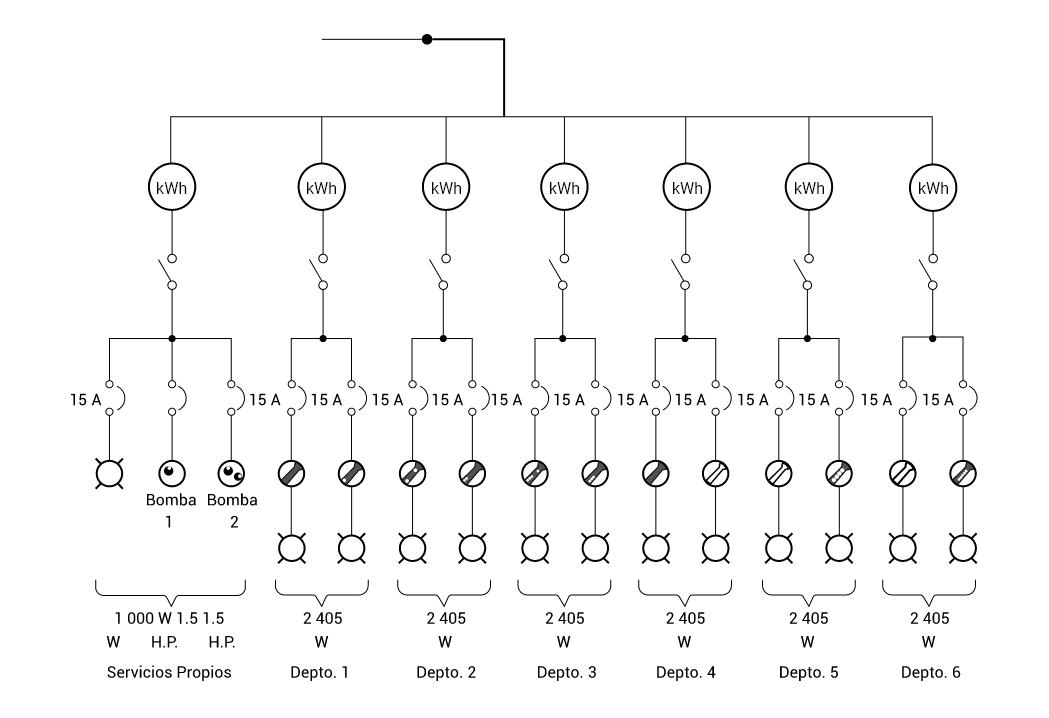 kWh kWh kWh kWh kWh kWh kWh
15 A 15 A 15 A 15 A 15 A 15 A 15 A 15 A 15 A 15 A 15 A 15 A 15 A
Bomba Bomba
1 2
1 000 W 1.5 1.5 2 405 2 405 2 405 2 405 2 405 2 405
W H.P. H.P. W W W W W W
Servicios Propios Depto. 1 Depto. 2 Depto. 3 Depto. 4 Depto. 5 Depto. 6